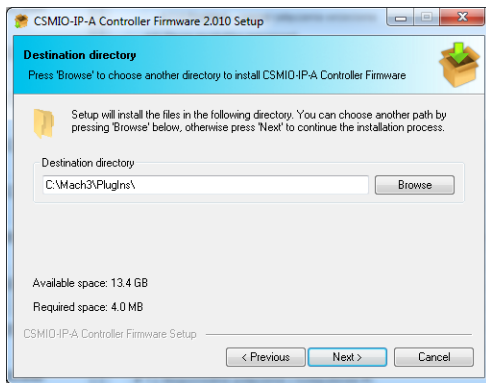 CSMIO-IP-A Controller Firmware 2.010 Setup
Destination directory
Press 'Browse' to choose another directory to install CSMIO-IP-A Controller Firmware
Setup will install the files in the following directory. You can choose another path by
pressing 'Browse' below, otherwise press 'Next' to continue the installation process.
Destination directory
C:\Mach3\PlugIns\
Browse
Available space: 13.4 GB
Required space: 4.0 MB
CSMIO-IP-A Controller Firmware Setup
< Previous
Next >
Cancel